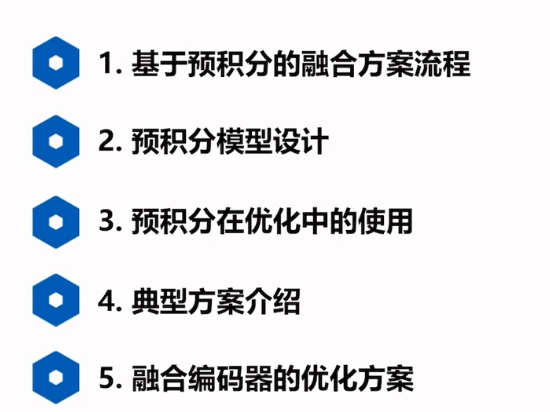 1. 基于预积分的融合方案流程
2. 预积分模型设计
3. 预积分在优化中的使用
4. 典型方案介绍
5. 融合编码器的优化方案